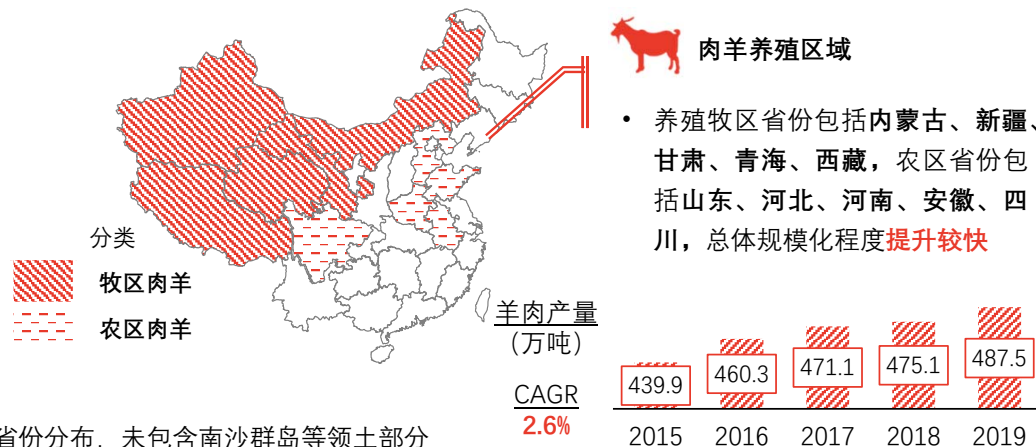 肉羊养殖区域
• 养殖牧区省份包括内蒙古、新疆、
甘肃、青海、西藏，农区省份包
括山东、河北、河南、安徽、四
川，总体规模化程度提升较快
分类
牧区肉羊
农区肉羊
羊肉产量
（万吨）
CAGR
2.6%
439.9
460.3
471.1
475.1
487.5
2015
2016
2017
2018
2019
省份分布，未包含南沙群岛等领土部分